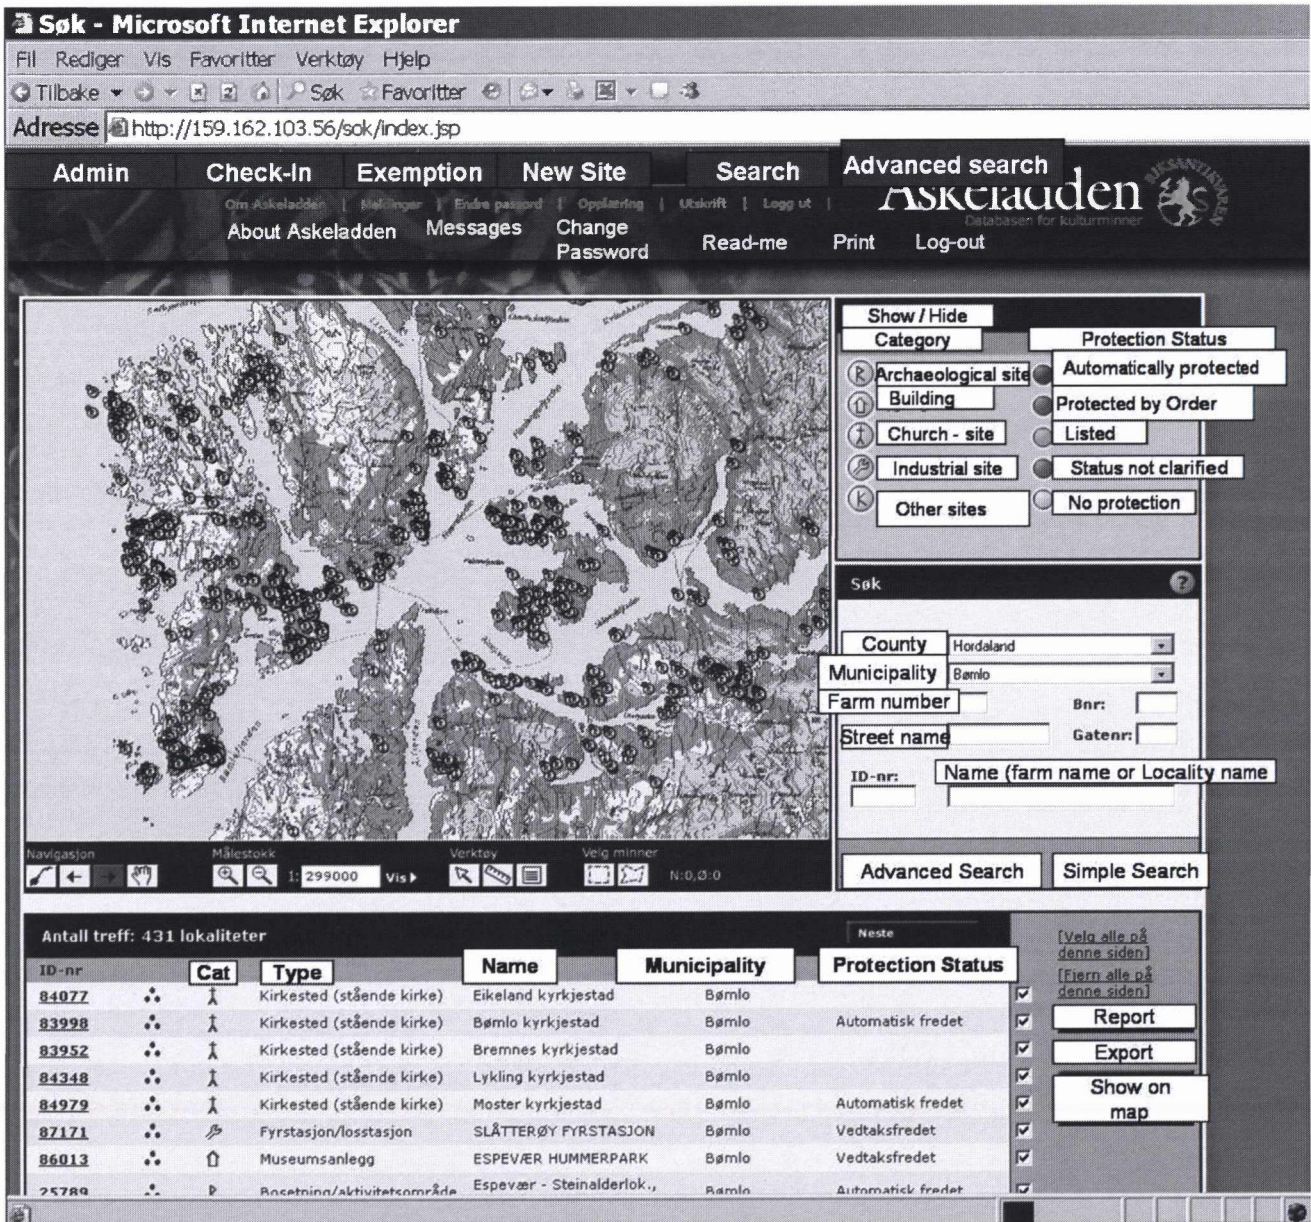 Søk - Microsoft Internet Explorer
Fil Rediger Vis Favoritter Verktøy Hjelp
Tilbake Søk Favoritter
Adresse http://159.162.103.56/sok/index.jsp
Admin Check-In Exemption New Site Search Advanced search
Askeladden
Databasen for kulturminner
RIKSANTIKVAREN
Om Askeladden | Meldinger | Endre passord | Opplæring | Utskrift | Logg ut |
About Askeladden Messages Change Password Read-me Print Log-out
Show / Hide
Category Protection Status
R Archaeological site Automatically protected
Building Protected by Order
Church - site Listed
Industrial site Status not clarified
K Other sites No protection
Søk ?
County Hordaland
Municipality Bømlo
Farm number Bnr:
Street name Gatenr:
ID-nr: Name (farm name or Locality name
Advanced Search Simple Search
Navigasjon Målestokk Verktøy Velg minner
1: 299000 Vis N:0,Ø:0
Antall treff: 431 lokaliteter Neste
[Velg alle på denne siden]
[Fjern alle på denne siden]
ID-nr Cat Type Name Municipality Protection Status
84077 Kirkested (stående kirke) Eikeland kyrkjestad Bømlo
83998 Kirkested (stående kirke) Bømlo kyrkjestad Bømlo Automatisk fredet
83952 Kirkested (stående kirke) Bremnes kyrkjestad Bømlo
84348 Kirkested (stående kirke) Lykling kyrkjestad Bømlo
84979 Kirkested (stående kirke) Moster kyrkjestad Bømlo Automatisk fredet
87171 Fyrstasjon/losstasjon SLÅTTERØY FYRSTASJON Bømlo Vedtaksfredet
86013 Museumsanlegg ESPEVÆR HUMMERPARK Bømlo Vedtaksfredet
25789 R Bosetning/aktivitetsområde Espevær - Steinalderlok., Bømlo Automatisk fredet
Report
Export
Show on map